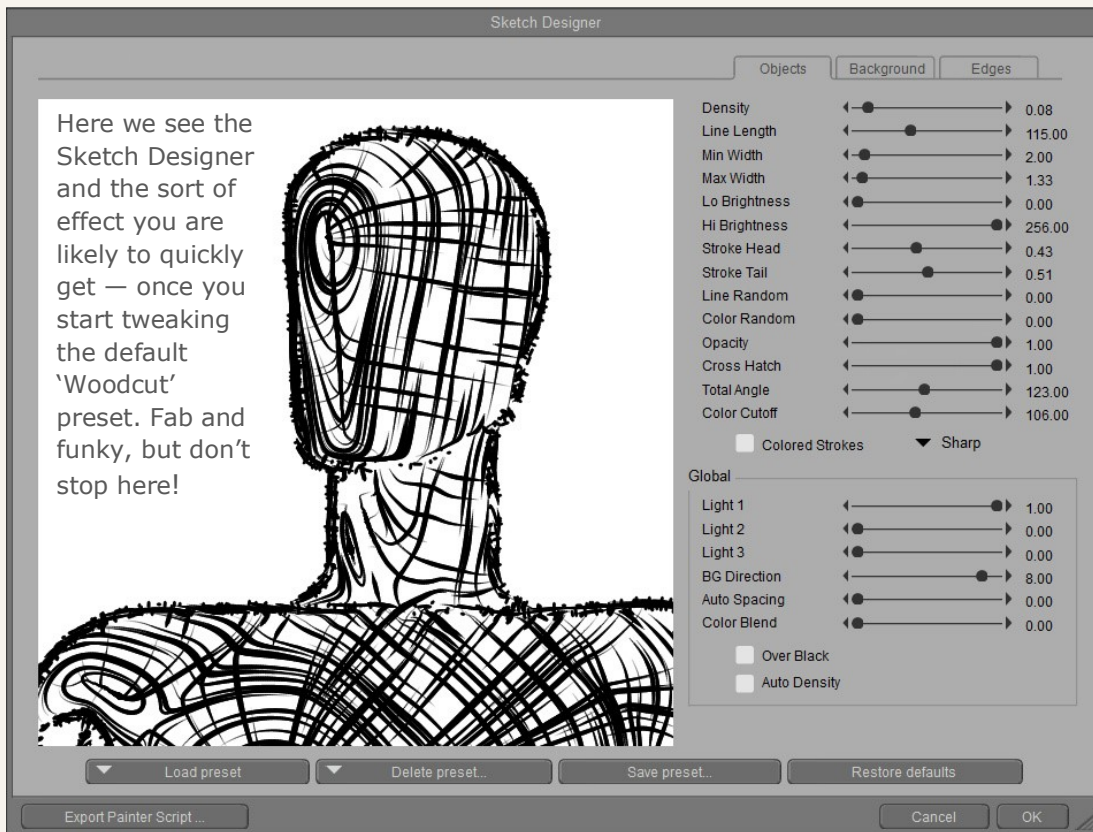 Sketch Designer
Objects
Background
Edges
Here we see the
Sketch Designer
and the sort of
effect you are
likely to quickly
get — once you
start tweaking
the default
‘Woodcut’
preset. Fab and
funky, but don’t
stop here!
Density 0.08
Line Length 115.00
Min Width 2.00
Max Width 1.33
Lo Brightness 0.00
Hi Brightness 256.00
Stroke Head 0.43
Stroke Tail 0.51
Line Random 0.00
Color Random 0.00
Opacity 1.00
Cross Hatch 1.00
Total Angle 123.00
Color Cutoff 106.00
Colored Strokes Sharp
Global
Light 1 1.00
Light 2 0.00
Light 3 0.00
BG Direction 8.00
Auto Spacing 0.00
Color Blend 0.00
Over Black
Auto Density
Load preset
Delete preset...
Save preset...
Restore defaults
Export Painter Script ...
Cancel
OK